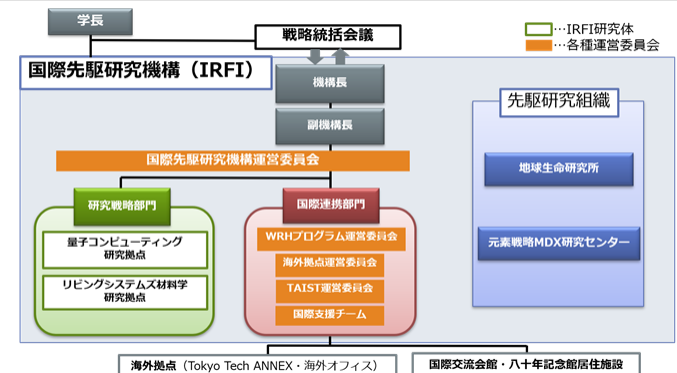 学長
戦略統括会議
…IRFI研究体
…各種運営委員会
国際先駆研究機構（IRFI）
機構長
副機構長
国際先駆研究機構運営委員会
研究戦略部門
量子コンピューティング
研究拠点
リビングシステムズ材料学
研究拠点
国際連携部門
WRHプログラム運営委員会
海外拠点運営委員会
TAIST運営委員会
国際支援チーム
先駆研究組織
地球生命研究所
元素戦略MDX研究センター
海外拠点（Tokyo Tech ANNEX・海外オフィス）
国際交流会館・八十年記念館居住施設